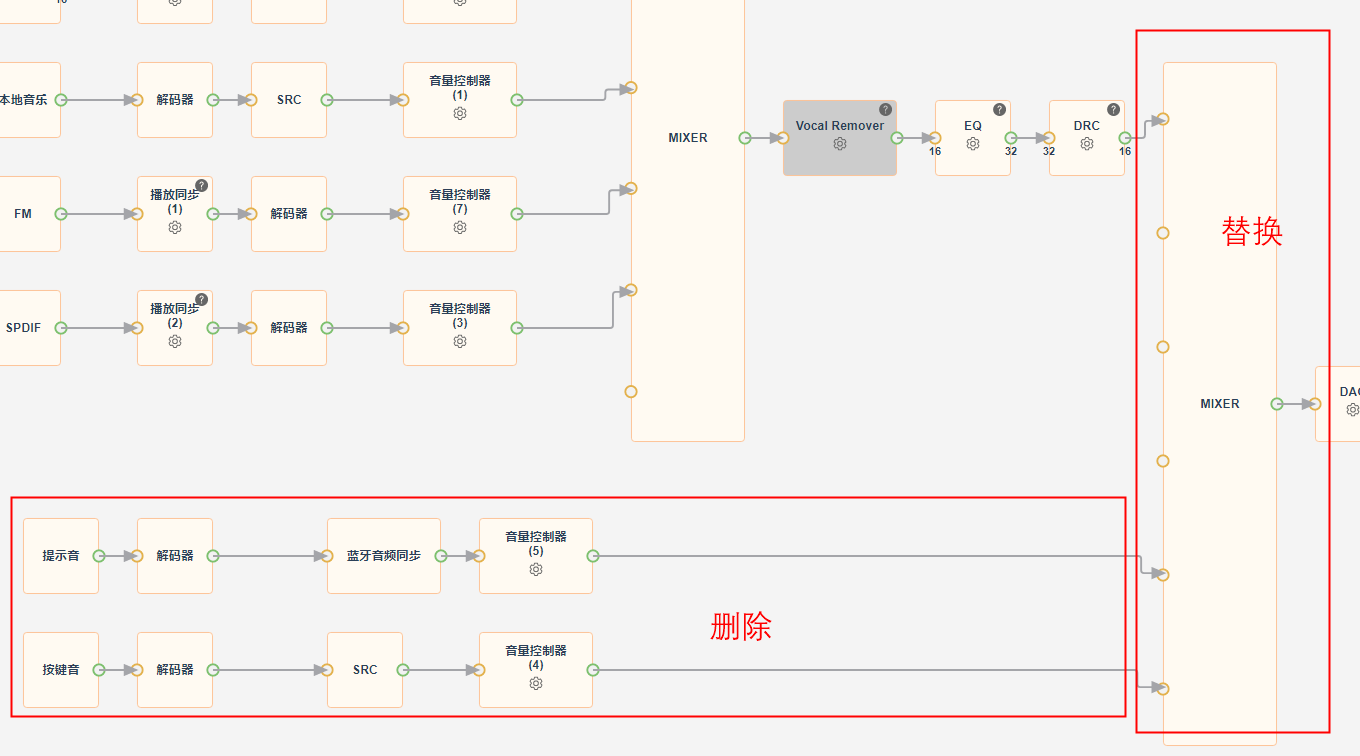 本地音乐
解码器
SRC
音量控制器
(1)
FM
播放同步
(1)
解码器
音量控制器
(7)
SPDIF
播放同步
(2)
解码器
音量控制器
(3)
MIXER
Vocal Remover
?
EQ
?
16
32
DRC
?
32
16
替换
MIXER
提示音
解码器
蓝牙音频同步
音量控制器
(5)
按键音
解码器
SRC
音量控制器
(4)
删除